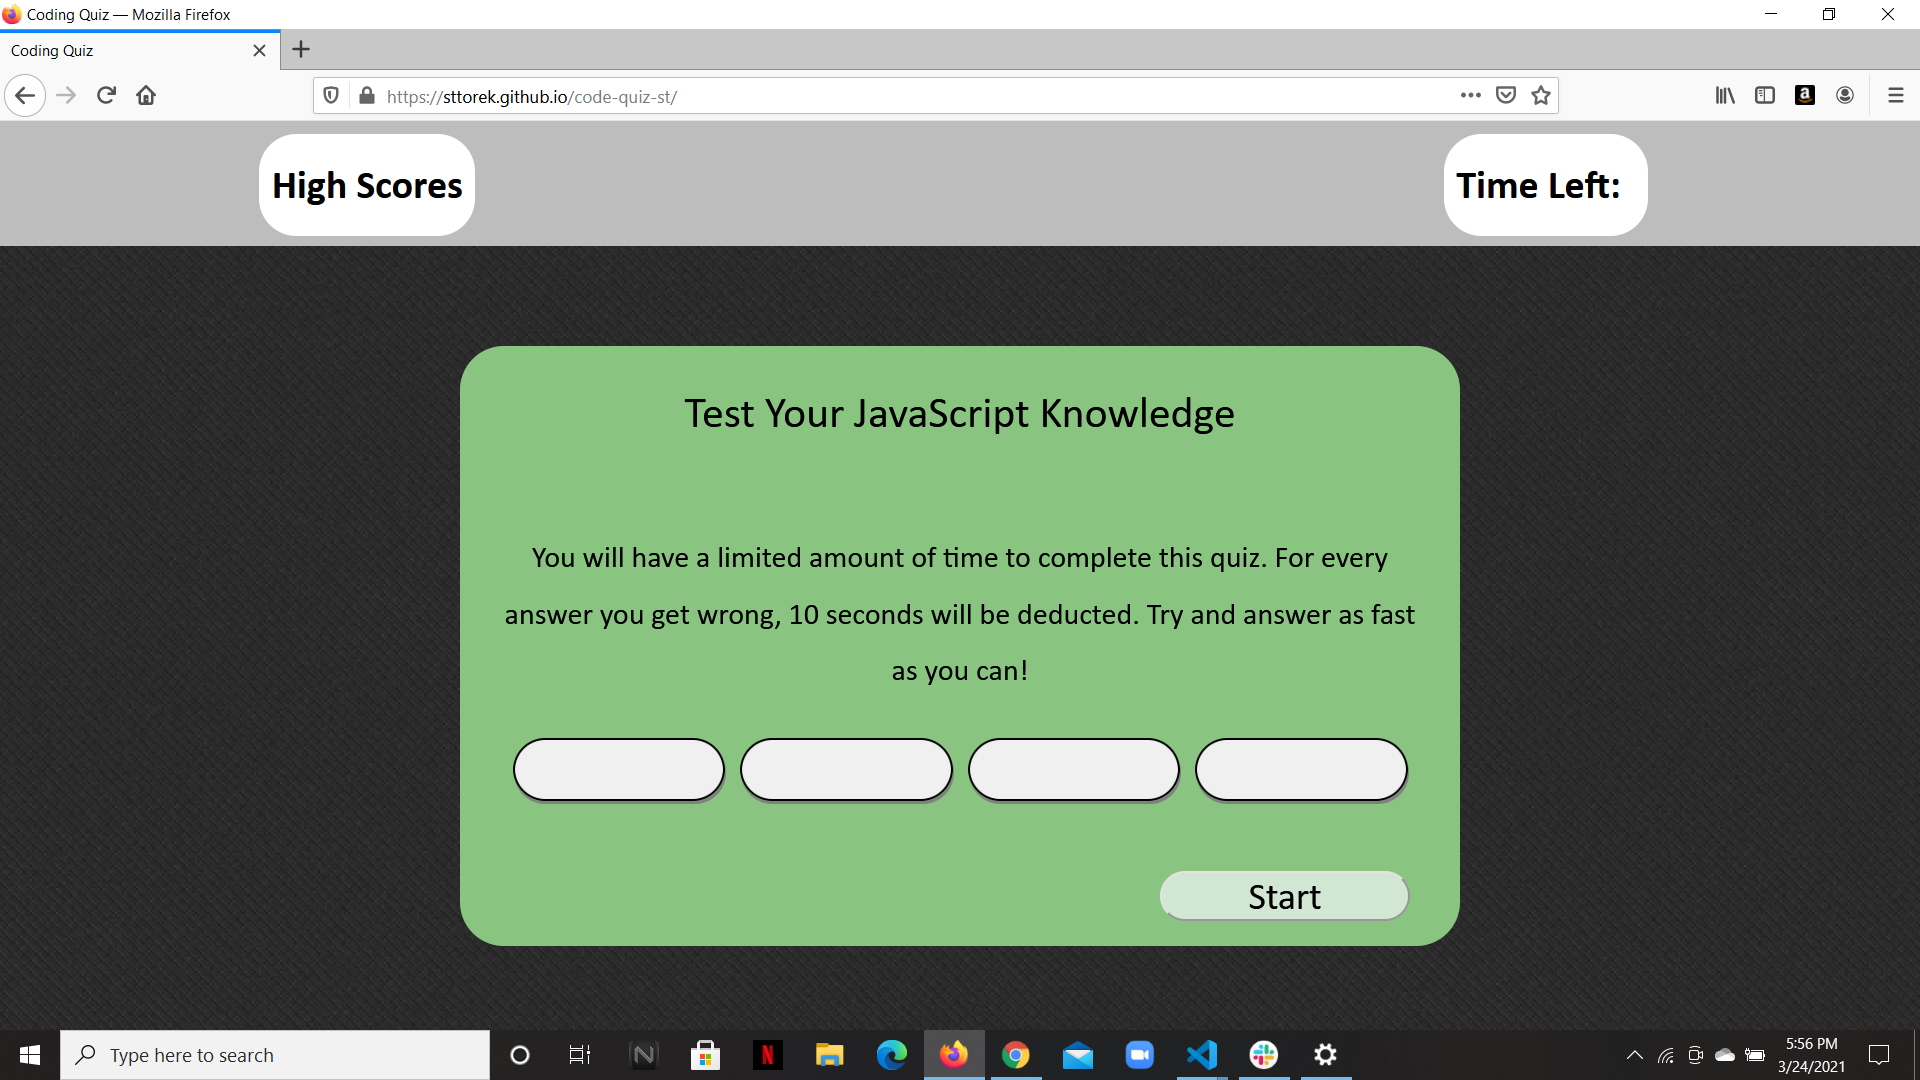 Coding Quiz — Mozilla Firefox
Coding Quiz
https://sttorek.github.io/code-quiz-st/
High Scores
Time Left:
Test Your JavaScript Knowledge
You will have a limited amount of time to complete this quiz. For every
answer you get wrong, 10 seconds will be deducted. Try and answer as fast
as you can!
Start
Type here to search
5:56 PM
3/24/2021